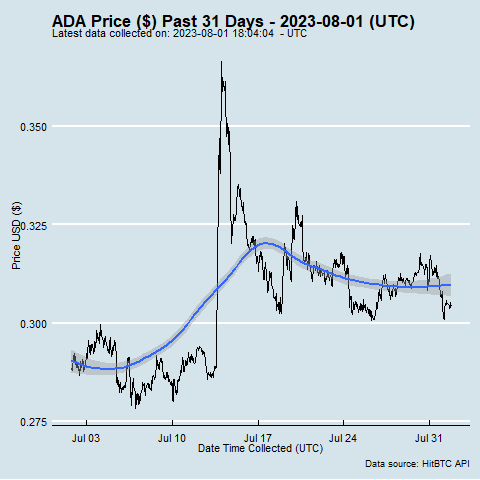 ADA Price ($) Past 31 Days - 2023-08-01 (UTC)
Latest data collected on: 2023-08-01 18:04:04  - UTC
0.350
0.325
0.300
0.275
Price USD ($)
Jul 03
Jul 10
Jul 17
Jul 24
Jul 31
Date Time Collected (UTC)
Data source: HitBTC API